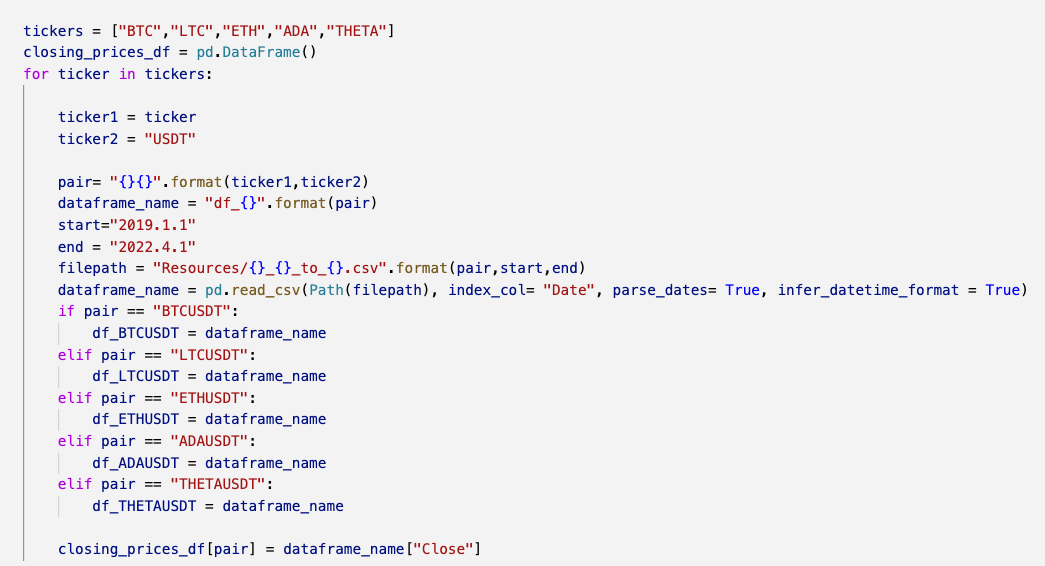 tickers = ["BTC","LTC","ETH","ADA","THETA"]
closing_prices_df = pd.DataFrame()
for ticker in tickers:
    ticker1 = ticker
    ticker2 = "USDT"
    pair= "{}{}".format(ticker1,ticker2)
    dataframe_name = "df_{}".format(pair)
    start="2019.1.1"
    end = "2022.4.1"
    filepath = "Resources/{}_{}_to_{}.csv".format(pair,start,end)
    dataframe_name = pd.read_csv(Path(filepath), index_col= "Date", parse_dates= True, infer_datetime_format = True)
    if pair == "BTCUSDT":
        df_BTCUSDT = dataframe_name
    elif pair == "LTCUSDT":
        df_LTCUSDT = dataframe_name
    elif pair == "ETHUSDT":
        df_ETHUSDT = dataframe_name
    elif pair == "ADAUSDT":
        df_ADAUSDT = dataframe_name
    elif pair == "THETAUSDT":
        df_THETAUSDT = dataframe_name
    closing_prices_df[pair] = dataframe_name["Close"]